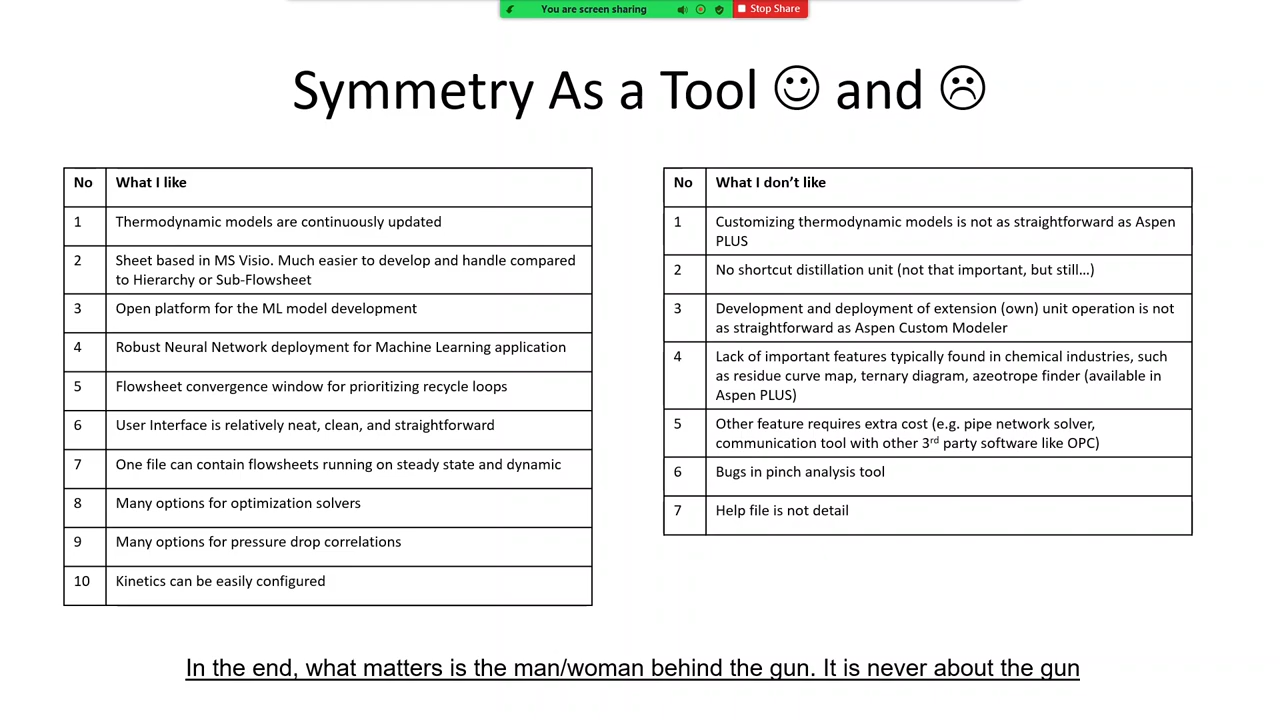 You are screen sharing
Stop Share
Symmetry As a Tool ☺ and ☹
No What I like
1 Thermodynamic models are continuously updated
2 Sheet based in MS Visio. Much easier to develop and handle compared
to Hierarchy or Sub-Flowsheet
3 Open platform for the ML model development
4 Robust Neural Network deployment for Machine Learning application
5 Flowsheet convergence window for prioritizing recycle loops
6 User Interface is relatively neat, clean, and straightforward
7 One file can contain flowsheets running on steady state and dynamic
8 Many options for optimization solvers
9 Many options for pressure drop correlations
10 Kinetics can be easily configured
No What I don’t like
1 Customizing thermodynamic models is not as straightforward as Aspen
PLUS
2 No shortcut distillation unit (not that important, but still…)
3 Development and deployment of extension (own) unit operation is not
as straightforward as Aspen Custom Modeler
4 Lack of important features typically found in chemical industries, such
as residue curve map, ternary diagram, azeotrope finder (available in
Aspen PLUS)
5 Other feature requires extra cost (e.g. pipe network solver,
communication tool with other 3rd party software like OPC)
6 Bugs in pinch analysis tool
7 Help file is not detail
In the end, what matters is the man/woman behind the gun. It is never about the gun